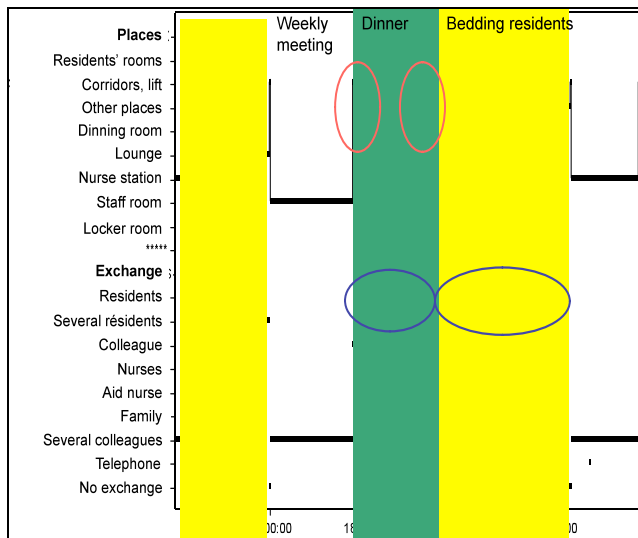 Weekly
meeting
Dinner
Bedding residents
Places
Residents' rooms
Corridors, lift
Other places
Dinning room
Lounge
Nurse station
Staff room
Locker room
*****
Exchange
Residents
Several résidents
Colleague
Nurses
Aid nurse
Family
Several colleagues
Telephone
No exchange